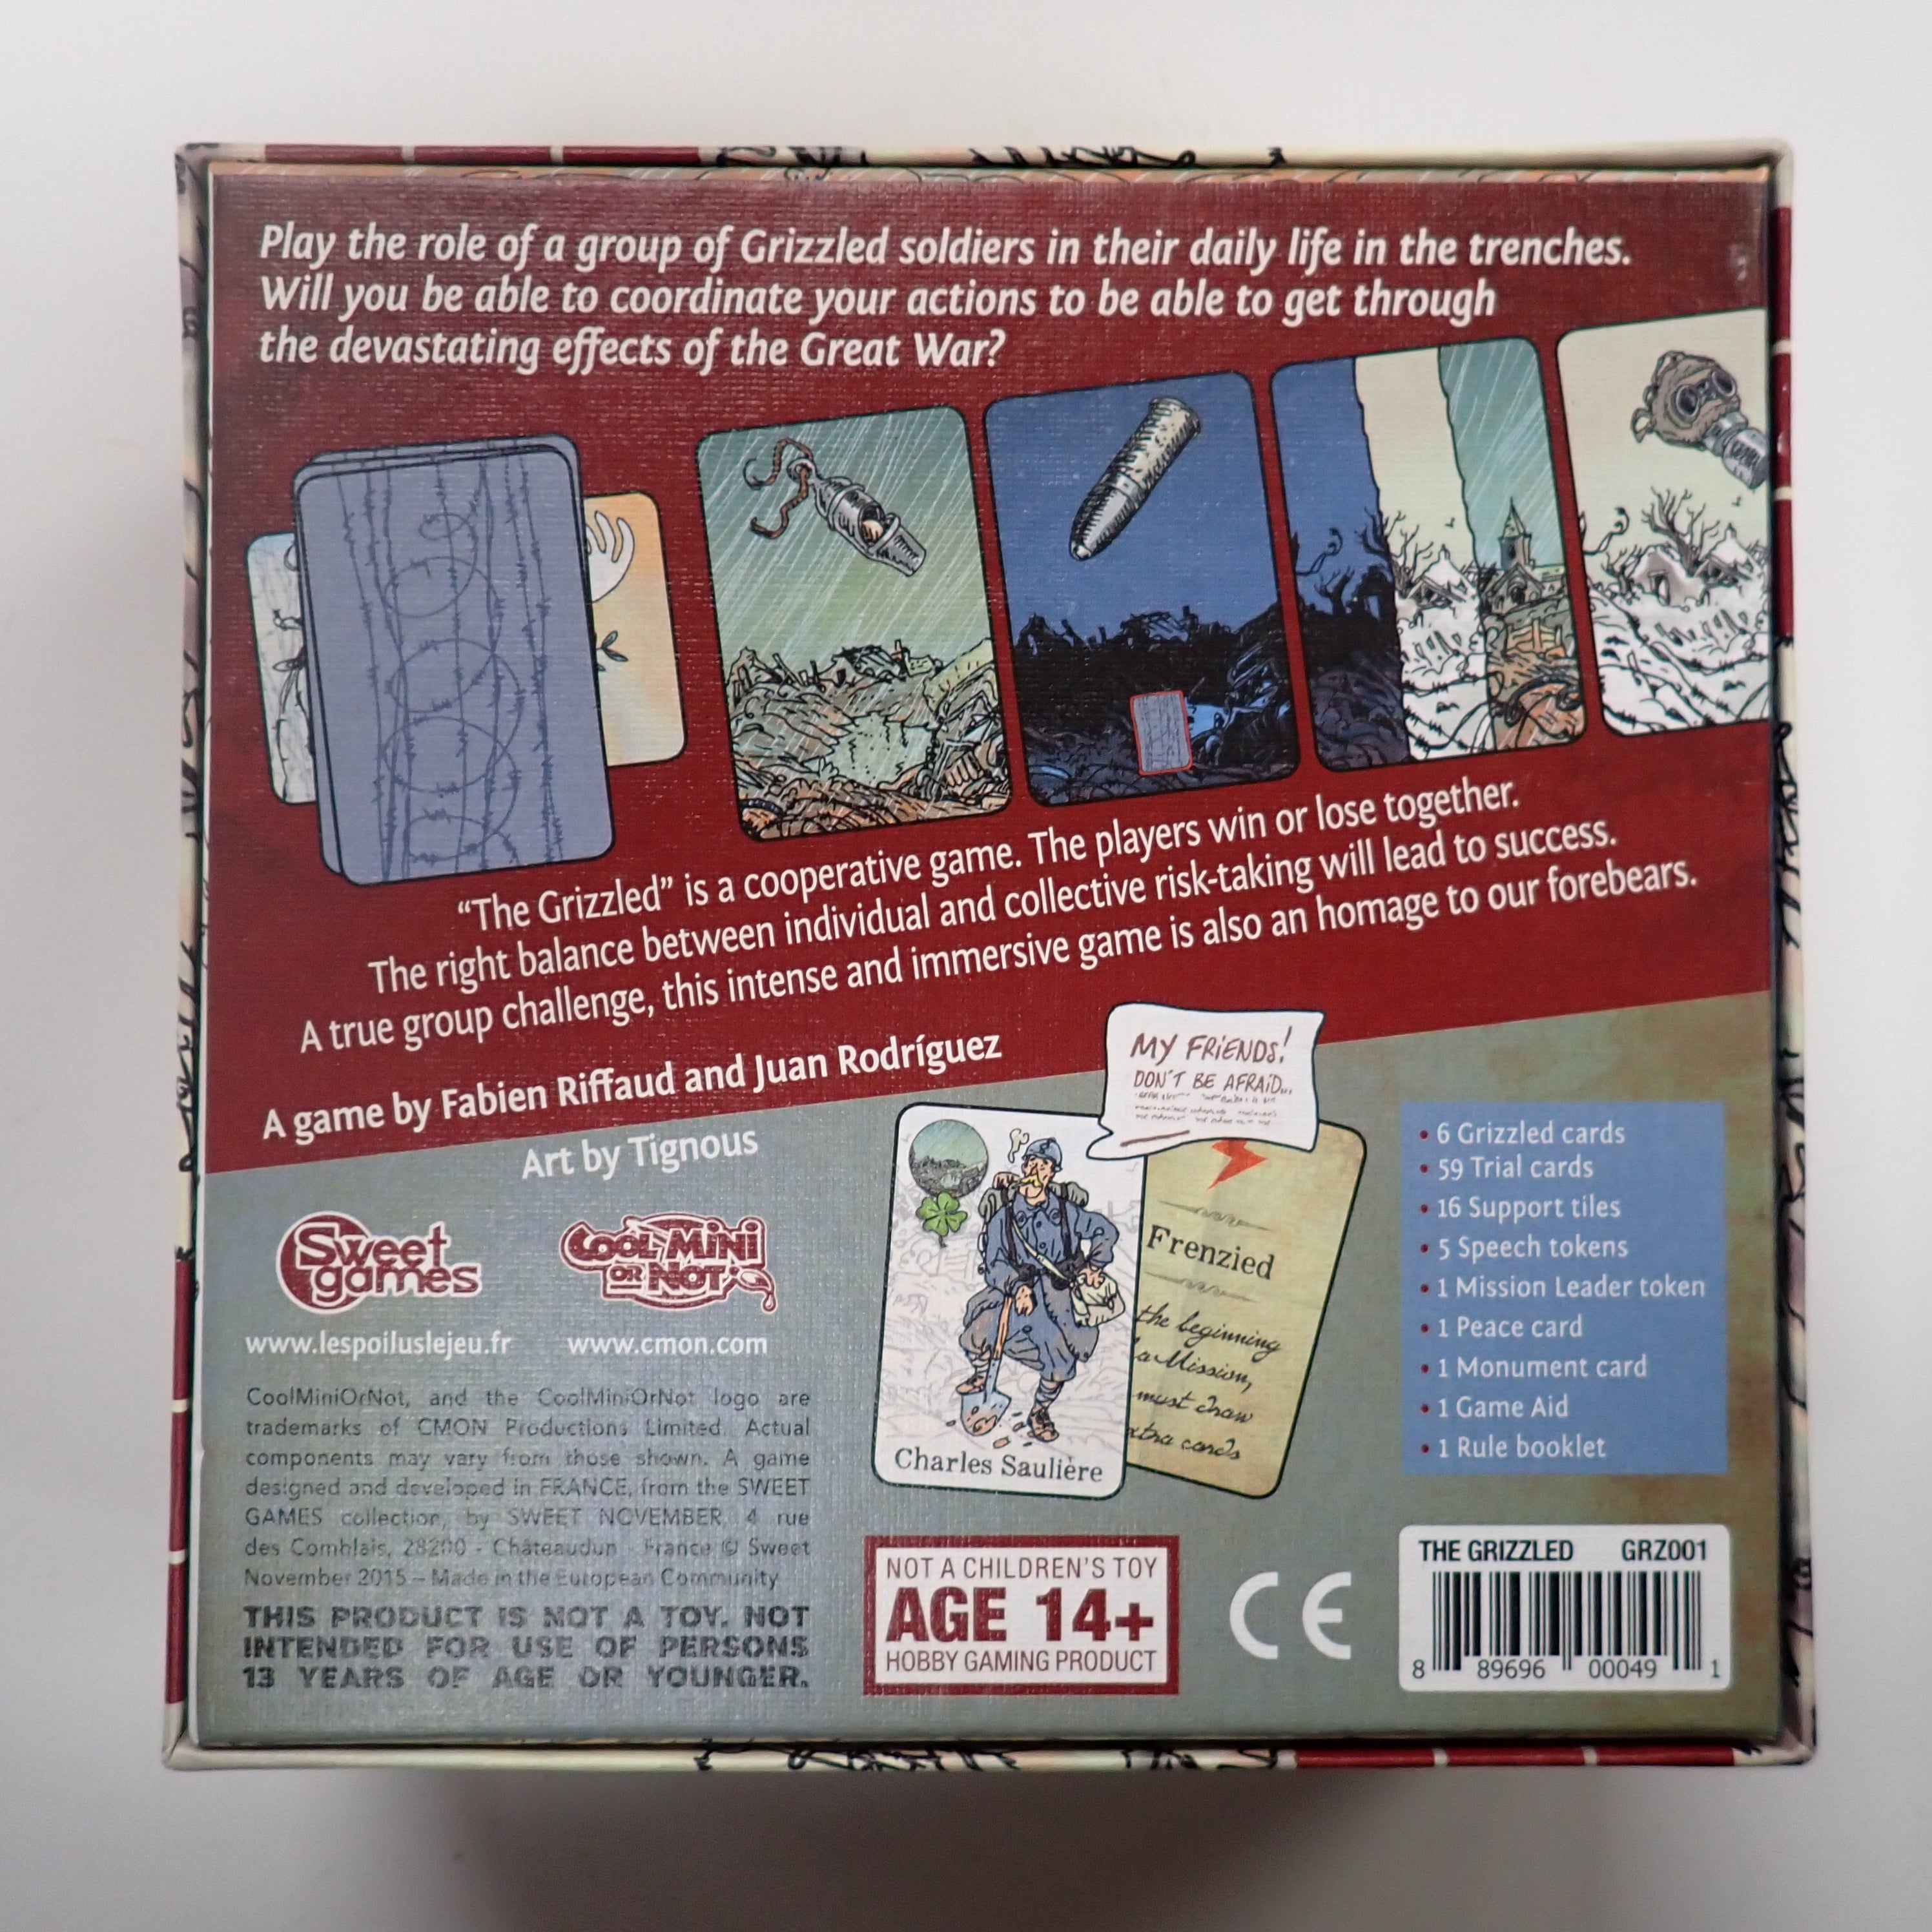 Play the role of a group of Grizzled soldiers in their daily life in the trenches.
Will you be able to coordinate your actions to be able to get through
the devastating effects of the Great War?
“The Grizzled” is a cooperative game. The players win or lose together.
The right balance between individual and collective risk-taking will lead to success.
A true group challenge, this intense and immersive game is also an homage to our forebears.
A game by Fabien Riffaud and Juan Rodríguez
Art by Tignous
MY FRIENDS!
DON'T BE AFRAID...
Sweet
games
COOL MINI
OR NOT
www.lespoiluslejeu.fr
www.cmon.com
CoolMiniOrNot, and the CoolMiniOrNot logo are
trademarks of CMON Productions Limited. Actual
components may vary from those shown. A game
designed and developed in FRANCE, from the SWEET
GAMES collection, by SWEET NOVEMBER, 4 rue
des Comblais, 28200 - Châteaudun - France © Sweet
November 2015 – Made in the European Community
THIS PRODUCT IS NOT A TOY. NOT
INTENDED FOR USE OF PERSONS
13 YEARS OF AGE OR YOUNGER.
Charles Saulière
Frenzied
the beginning
a Mission,
must draw
xtra cards
• 6 Grizzled cards
• 59 Trial cards
• 16 Support tiles
• 5 Speech tokens
• 1 Mission Leader token
• 1 Peace card
• 1 Monument card
• 1 Game Aid
• 1 Rule booklet
NOT A CHILDREN'S TOY
AGE 14+
HOBBY GAMING PRODUCT
CE
THE GRIZZLED GRZ001
8 89696 00049 1